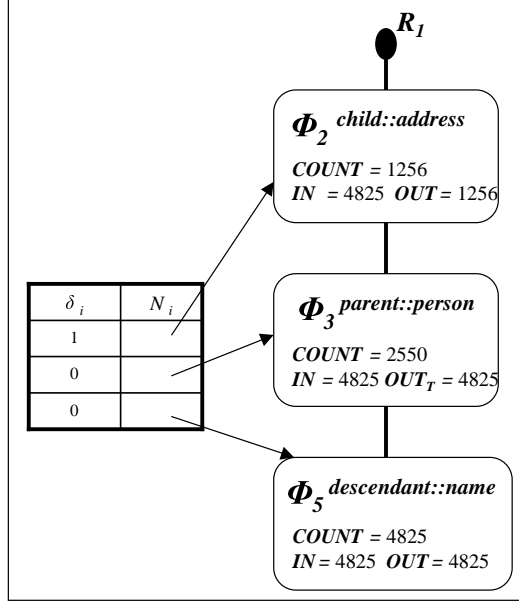 R1
Φ2 child::address
COUNT = 1256
IN = 4825 OUT = 1256
δi Ni
1
0
0
Φ3 parent::person
COUNT = 2550
IN = 4825 OUTT = 4825
Φ5 descendant::name
COUNT = 4825
IN = 4825 OUT = 4825